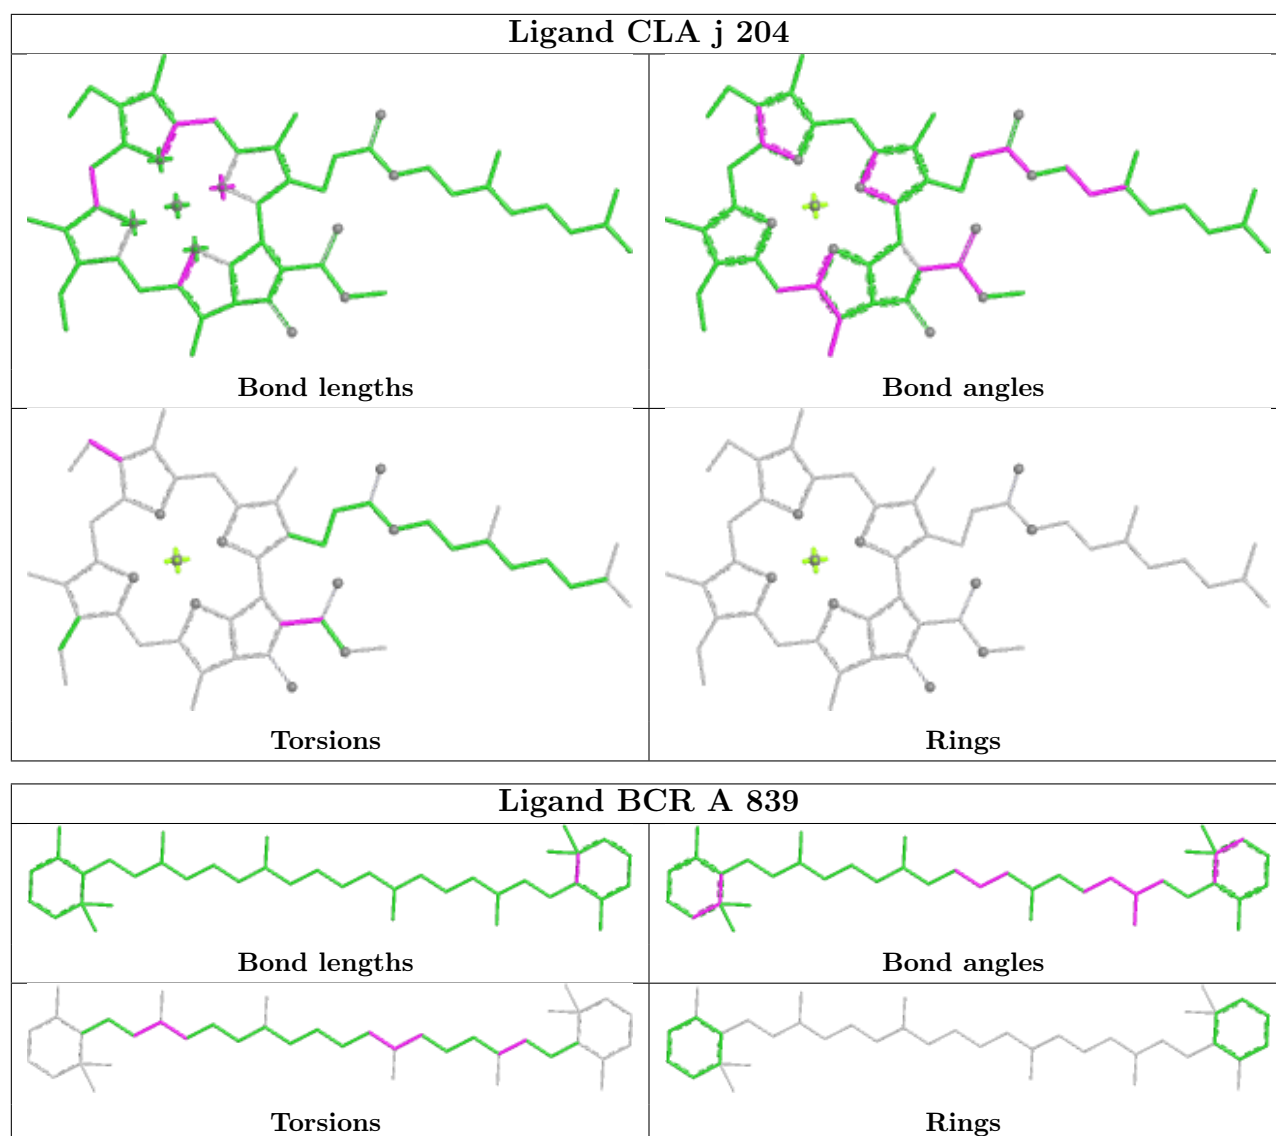 Ligand CLA j 204
Bond lengths
Bond angles
Torsions
Rings
Ligand BCR A 839
Bond lengths
Bond angles
Torsions
Rings